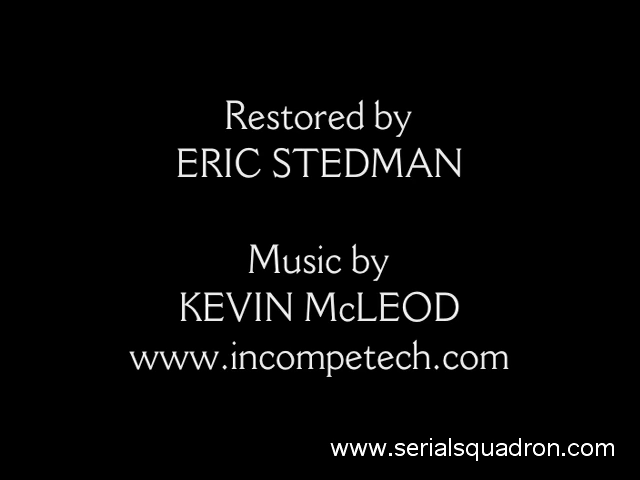 Restored by
ERIC STEDMAN
Music by
KEVIN McLEOD
www.incompetech.com
www.serialsquadron.com